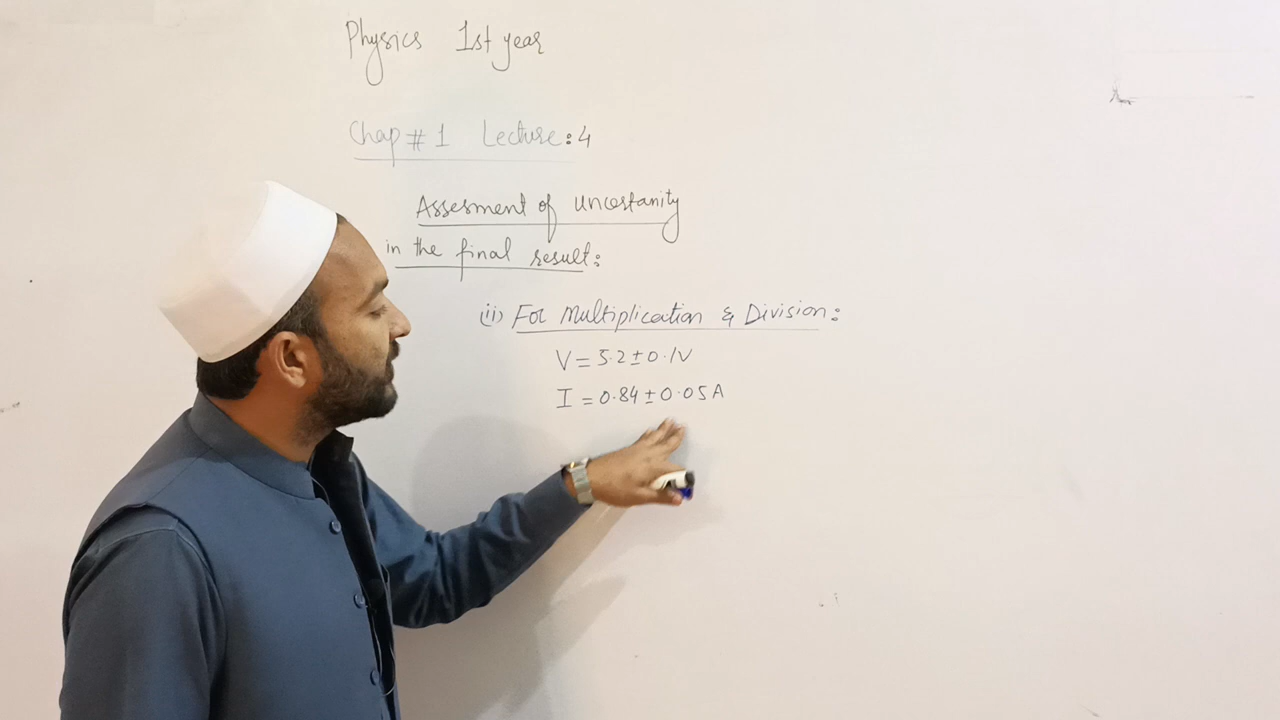 Physics 1st year
Chap # 1 Lecture: 4
Assesment of uncertanity
in the final result:
(ii) For Multiplication & Division:
V = 5.2 ± 0.1V
I = 0.84 ± 0.05 A